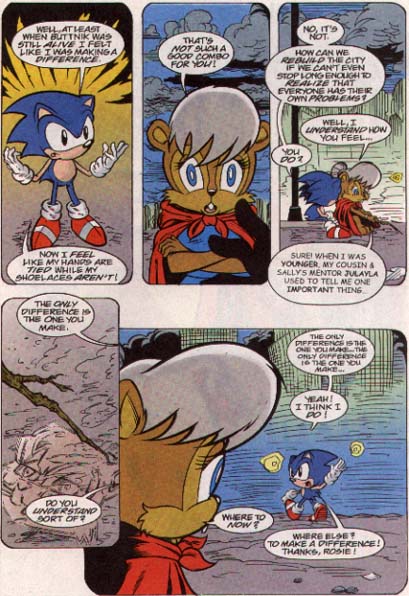 WELL, AT LEAST
WHEN BUTTNIK WAS
STILL ALIVE I FELT
LIKE I WAS MAKING A
DIFFERENCE.
NOW I FEEL
LIKE MY HANDS ARE
TIED WHILE MY
SHOELACES AREN'T!
THAT'S
NOT SUCH A
GOOD COMBO
FOR YOU!
NO, IT'S
NOT.
HOW CAN WE
REBUILD THE CITY
IF WE CAN'T EVEN
STOP LONG ENOUGH TO
REALIZE THAT
EVERYONE HAS THEIR
OWN PROBLEMS?
WELL, I
UNDERSTAND HOW
YOU FEEL...
YOU
DO?
SURE! WHEN I WAS
YOUNGER, MY COUSIN &
SALLY'S MENTOR JULAYLA
USED TO TELL ME ONE
IMPORTANT THING...
THE ONLY
DIFFERENCE IS
THE ONE YOU
MAKE.
DO YOU
UNDERSTAND
SORT OF?
THE ONLY
DIFFERENCE IS THE
ONE YOU MAKE...THE
ONLY DIFFERENCE
IS THE ONE YOU
MAKE...
YEAH!
I THINK I
DO!
WHERE TO
NOW?
WHERE ELSE?
TO MAKE A DIFFERENCE!
THANKS, ROSIE!